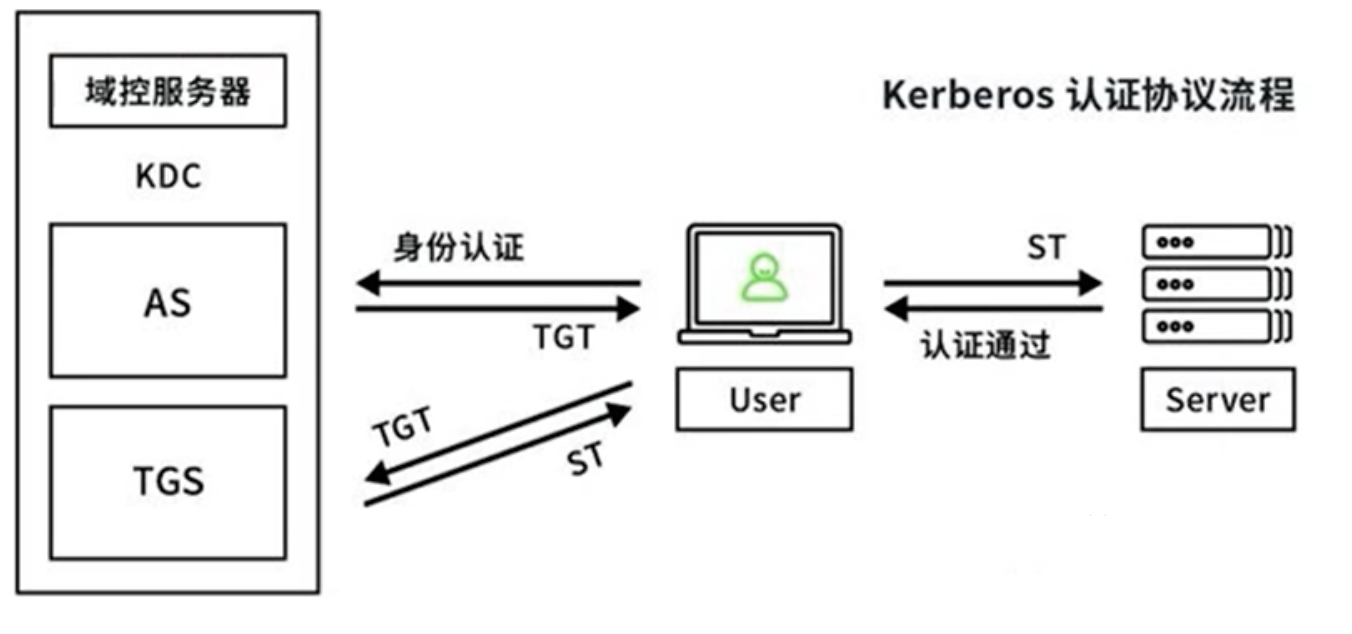 域控服务器
KDC
AS
TGS
Kerberos 认证协议流程
身份认证
TGT
TGT
ST
User
ST
认证通过
Server